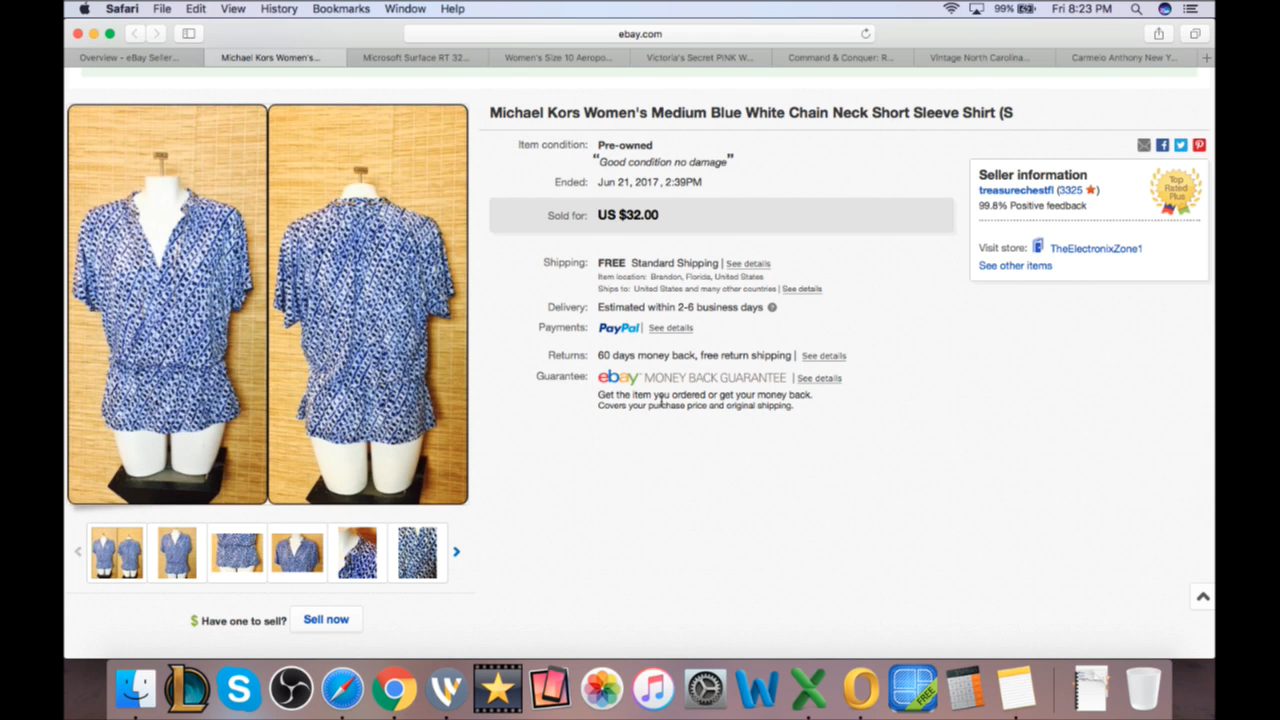 Safari File Edit View History Bookmarks Window Help 99% Fri 8:23 PM
ebay.com
Overview - eBay Seller... Michael Kors Women's... Microsoft Surface RT 32... Women's Size 10 Aeropo... Victoria's Secret PINK W... Command & Conquer: R... Vintage North Carolina... Carmelo Anthony New Y...
Michael Kors Women's Medium Blue White Chain Neck Short Sleeve Shirt (S
Item condition: Pre-owned
"Good condition no damage"
Ended: Jun 21, 2017 , 2:39PM
Sold for: US $32.00
Shipping: FREE Standard Shipping | See details
Item location: Brandon, Florida, United States
Ships to: United States and many other countries | See details
Delivery: Estimated within 2-6 business days
Payments: PayPal | See details
Returns: 60 days money back, free return shipping | See details
Guarantee: ebay MONEY BACK GUARANTEE | See details
Get the item you ordered or get your money back.
Covers your purchase price and original shipping.
Seller information
treasurechestfl (3325 )
99.8% Positive feedback
Top
Rated
Plus
Visit store: TheElectronixZone1
See other items
$ Have one to sell? Sell now
FREE